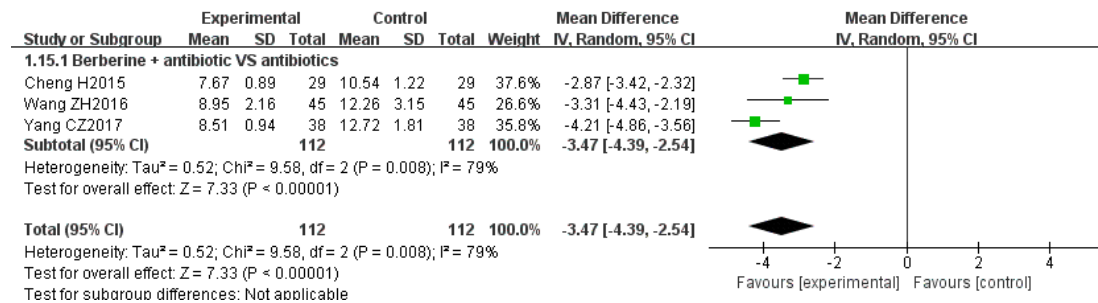 Experimental Control Mean Difference Mean Difference
Study or Subgroup Mean SD Total Mean SD Total Weight IV, Random, 95% CI IV, Random, 95% CI
1.15.1 Berberine + antibiotic VS antibiotics
Cheng H2015 7.67 0.89 29 10.54 1.22 29 37.6% -2.87 [-3.42, -2.32]
Wang ZH2016 8.95 2.16 45 12.26 3.15 45 26.6% -3.31 [-4.43, -2.19]
Yang CZ2017 8.51 0.94 38 12.72 1.81 38 35.8% -4.21 [-4.86, -3.56]
Subtotal (95% CI) 112 112 100.0% -3.47 [-4.39, -2.54]
Heterogeneity: Tau² = 0.52; Chi² = 9.58, df = 2 (P = 0.008); I² = 79%
Test for overall effect: Z = 7.33 (P < 0.00001)
Total (95% CI) 112 112 100.0% -3.47 [-4.39, -2.54]
Heterogeneity: Tau² = 0.52; Chi² = 9.58, df = 2 (P = 0.008); I² = 79%
Test for overall effect: Z = 7.33 (P < 0.00001)
Test for subgroup differences: Not applicable
-4 -2 0 2 4
Favours [experimental] Favours [control]